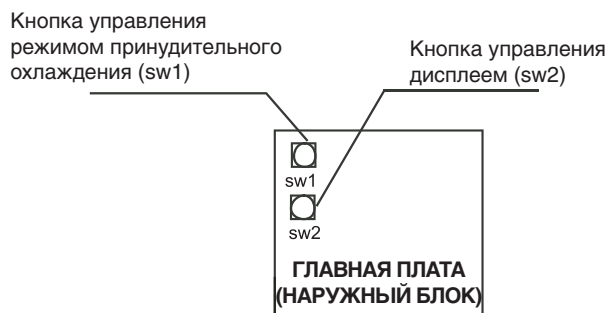 Кнопка управления
режимом принудительного
охлаждения (sw1)
Кнопка управления
дисплеем (sw2)
sw1
sw2
ГЛАВНАЯ ПЛАТА
(НАРУЖНЫЙ БЛОК)